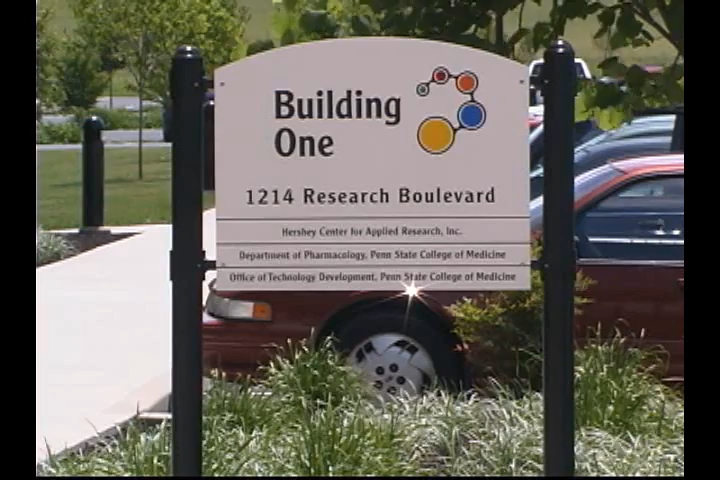 Building
One
1214 Research Boulevard
Hershey Center for Applied Research, Inc.
Department of Pharmacology, Penn State College of Medicine
Office of Technology Development, Penn State College of Medicine